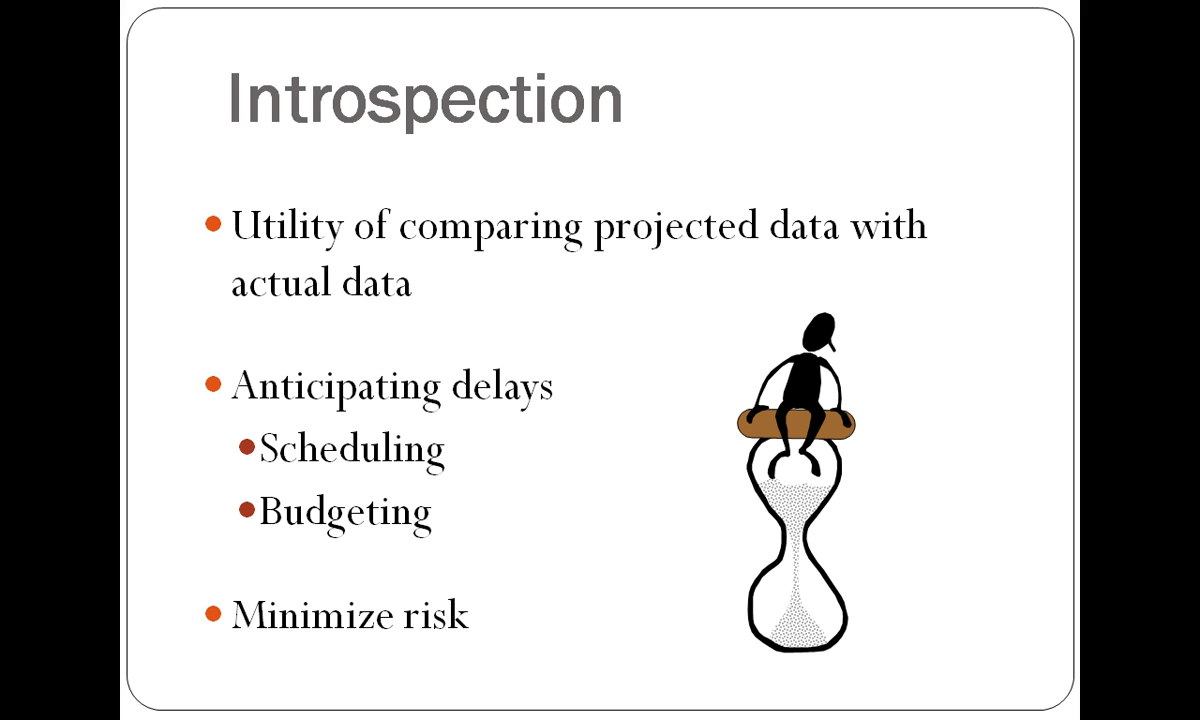 Introspection
Utility of comparing projected data with
actual data
Anticipating delays
Scheduling
Budgeting
Minimize risk